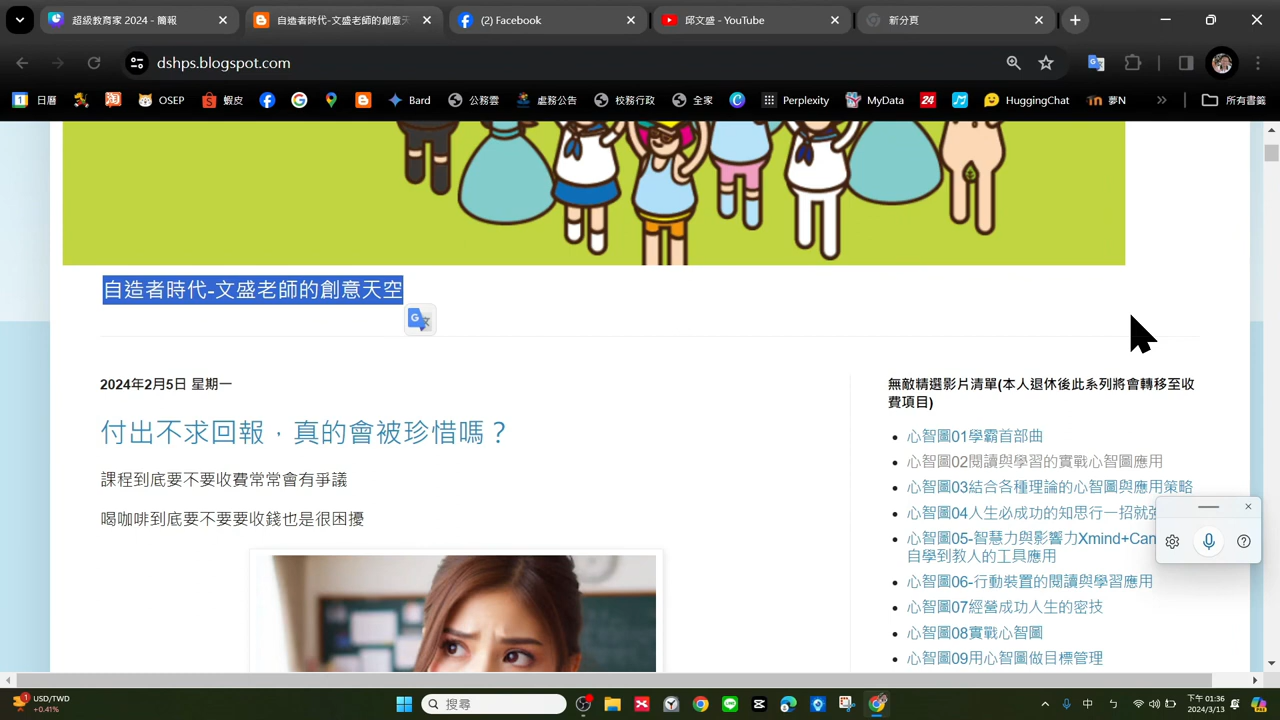 超級教育家 2024 - 簡報
自造者時代-文盛老師的創意天
(2) Facebook
邱文盛 - YouTube
新分頁
dshps.blogspot.com
日曆
淘
OSEP
蝦皮
Bard
公務雲
處務公告
校務行政
全家
Perplexity
MyData
24
HuggingChat
夢N
所有書籤
自造者時代-文盛老師的創意天空
2024年2月5日 星期一
付出不求回報，真的會被珍惜嗎？
課程到底要不要收費常常會有爭議
喝咖啡到底要不要要收錢也是很困擾
無敵精選影片清單(本人退休後此系列將會轉移至收
費項目)
心智圖01學霸首部曲
心智圖02閱讀與學習的實戰心智圖應用
心智圖03結合各種理論的心智圖與應用策略
心智圖04人生必成功的知思行一招就
心智圖05-智慧力與影響力Xmind+Can
自學到教人的工具應用
心智圖06-行動裝置的閱讀與學習應用
心智圖07經營成功人生的密技
心智圖08實戰心智圖
心智圖09用心智圖做目標管理
USD/TWD
+0.41%
搜尋
中
ㄅ
下午 01:36
2024/3/13